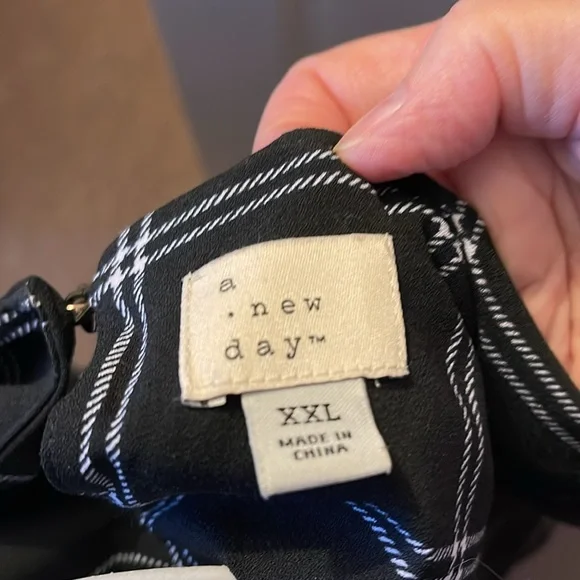 a
. new
day™
XXL
MADE IN
CHINA